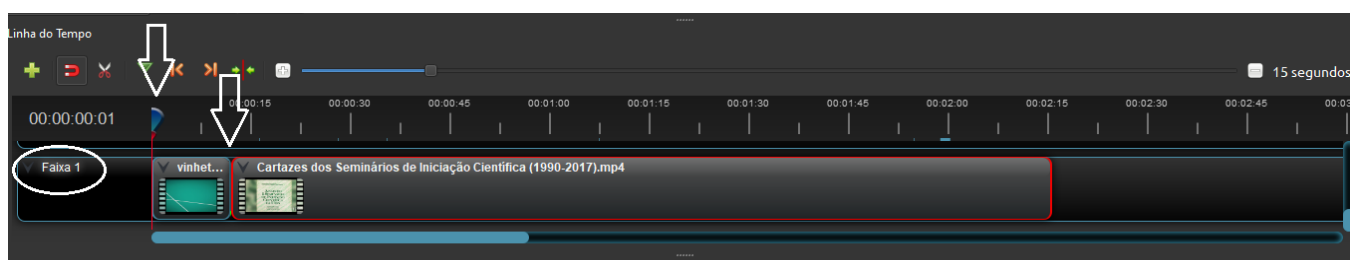 Linha do Tempo
15 segundos
00:00:00:01
00:00:15 00:00:30 00:00:45 00:01:00 00:01:15 00:01:30 00:01:45 00:02:00 00:02:15 00:02:30 00:02:45 00:03
Faixa 1
vinhet...
Cartazes dos Seminários de Iniciação Científica (1990-2017).mp4